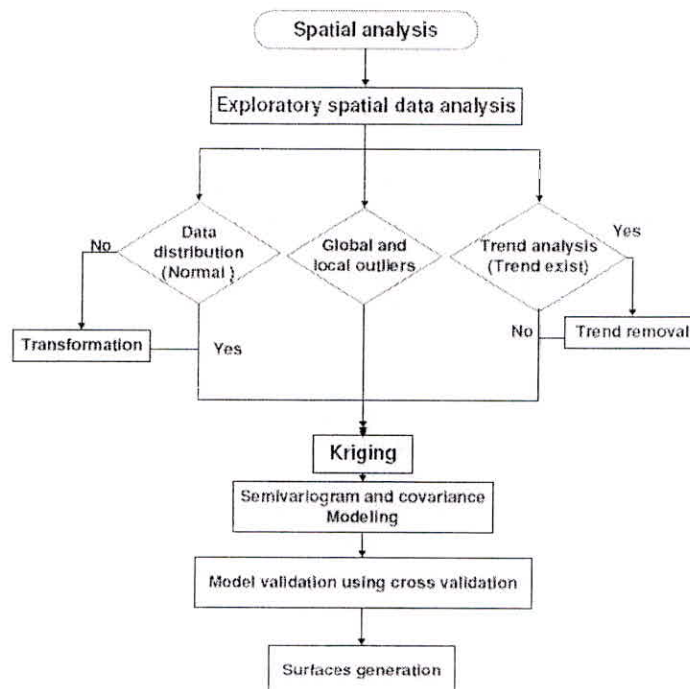 Spatial analysis
Exploratory spatial data analysis
No
Data
distribution
(Normal )
Global and
local outliers
Trend analysis
(Trend exist)
Yes
Transformation
Yes
No
Trend removal
Kriging
Semivariogram and covariance
Modeling
Model validation using cross validation
Surfaces generation